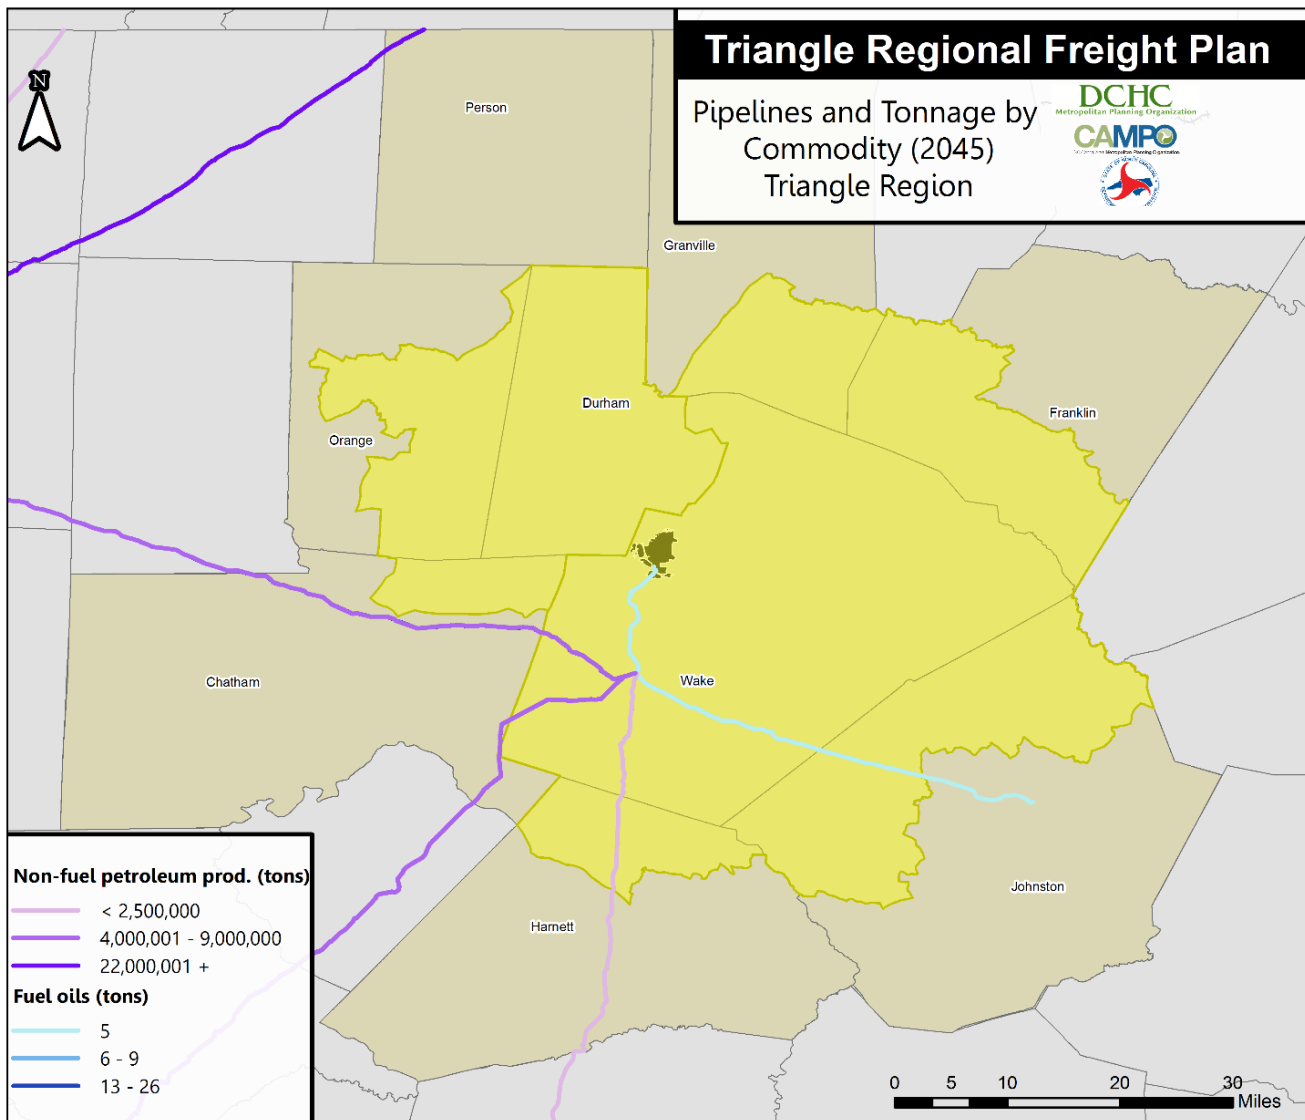 Triangle Regional Freight Plan
Pipelines and Tonnage by
Commodity (2045)
Triangle Region
DCHC
Metropolitan Planning Organization
CAMPO
N
Person
Granville
Durham
Franklin
Orange
Wake
Chatham
Johnston
Harnett
Non-fuel petroleum prod. (tons)
< 2,500,000
4,000,001 - 9,000,000
22,000,001 +
Fuel oils (tons)
5
6 - 9
13 - 26
0 5 10 20 30
Miles